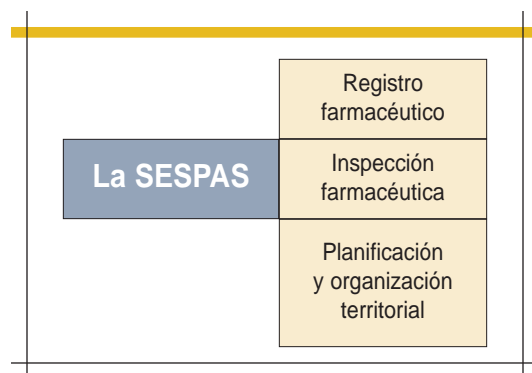 Registro
farmacéutico
La SESPAS
Inspección
farmacéutica
Planificación
y organización
territorial